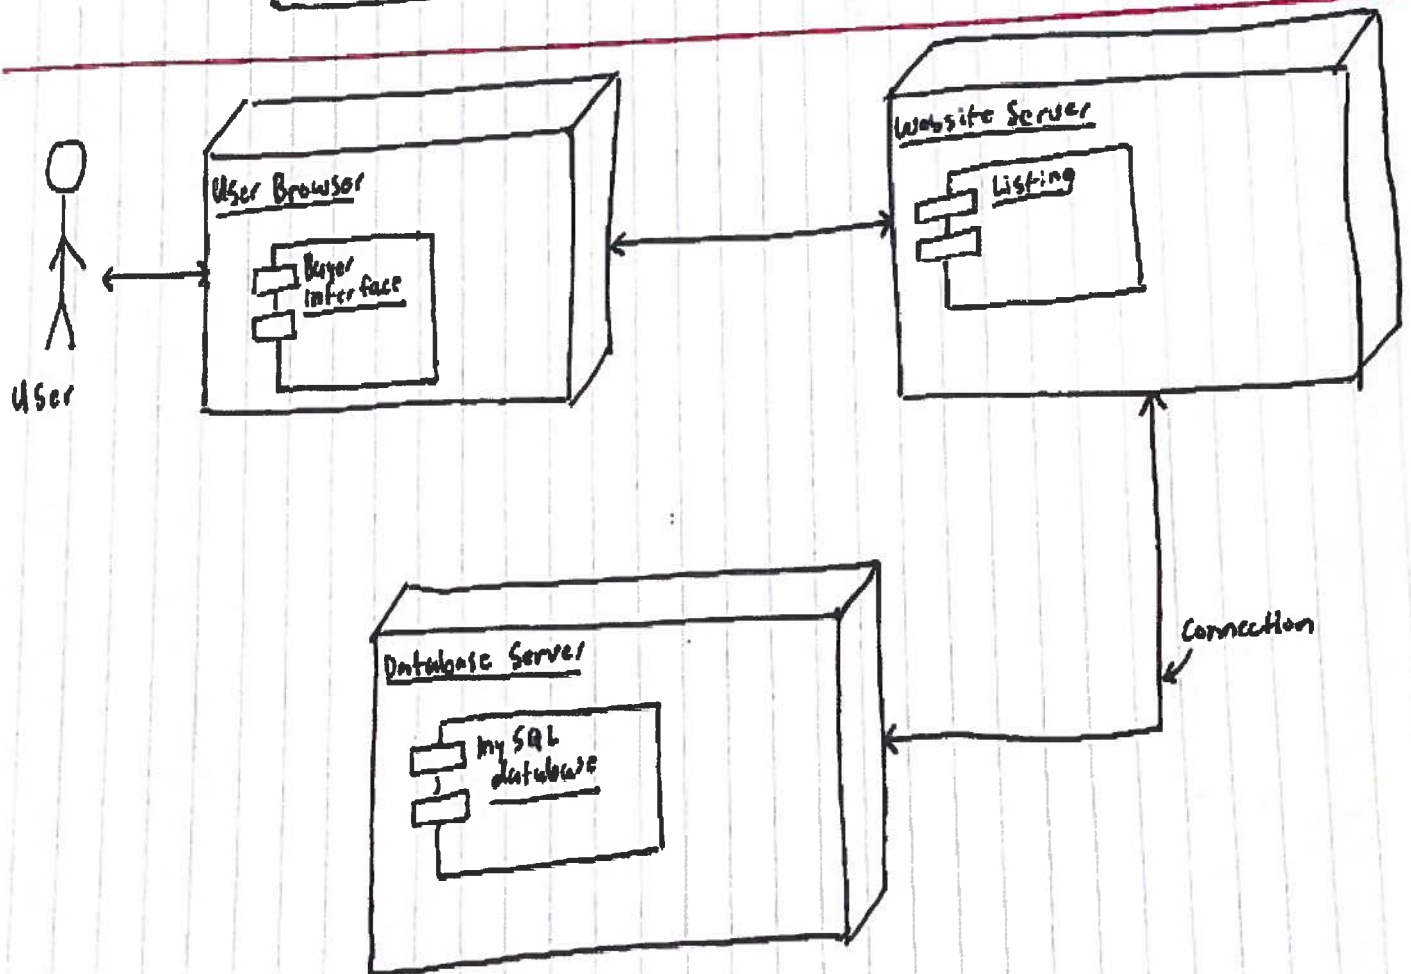 User
User Browser
Buyer
interface
Website Server
Listing
Database Server
My SQL
database
Connection